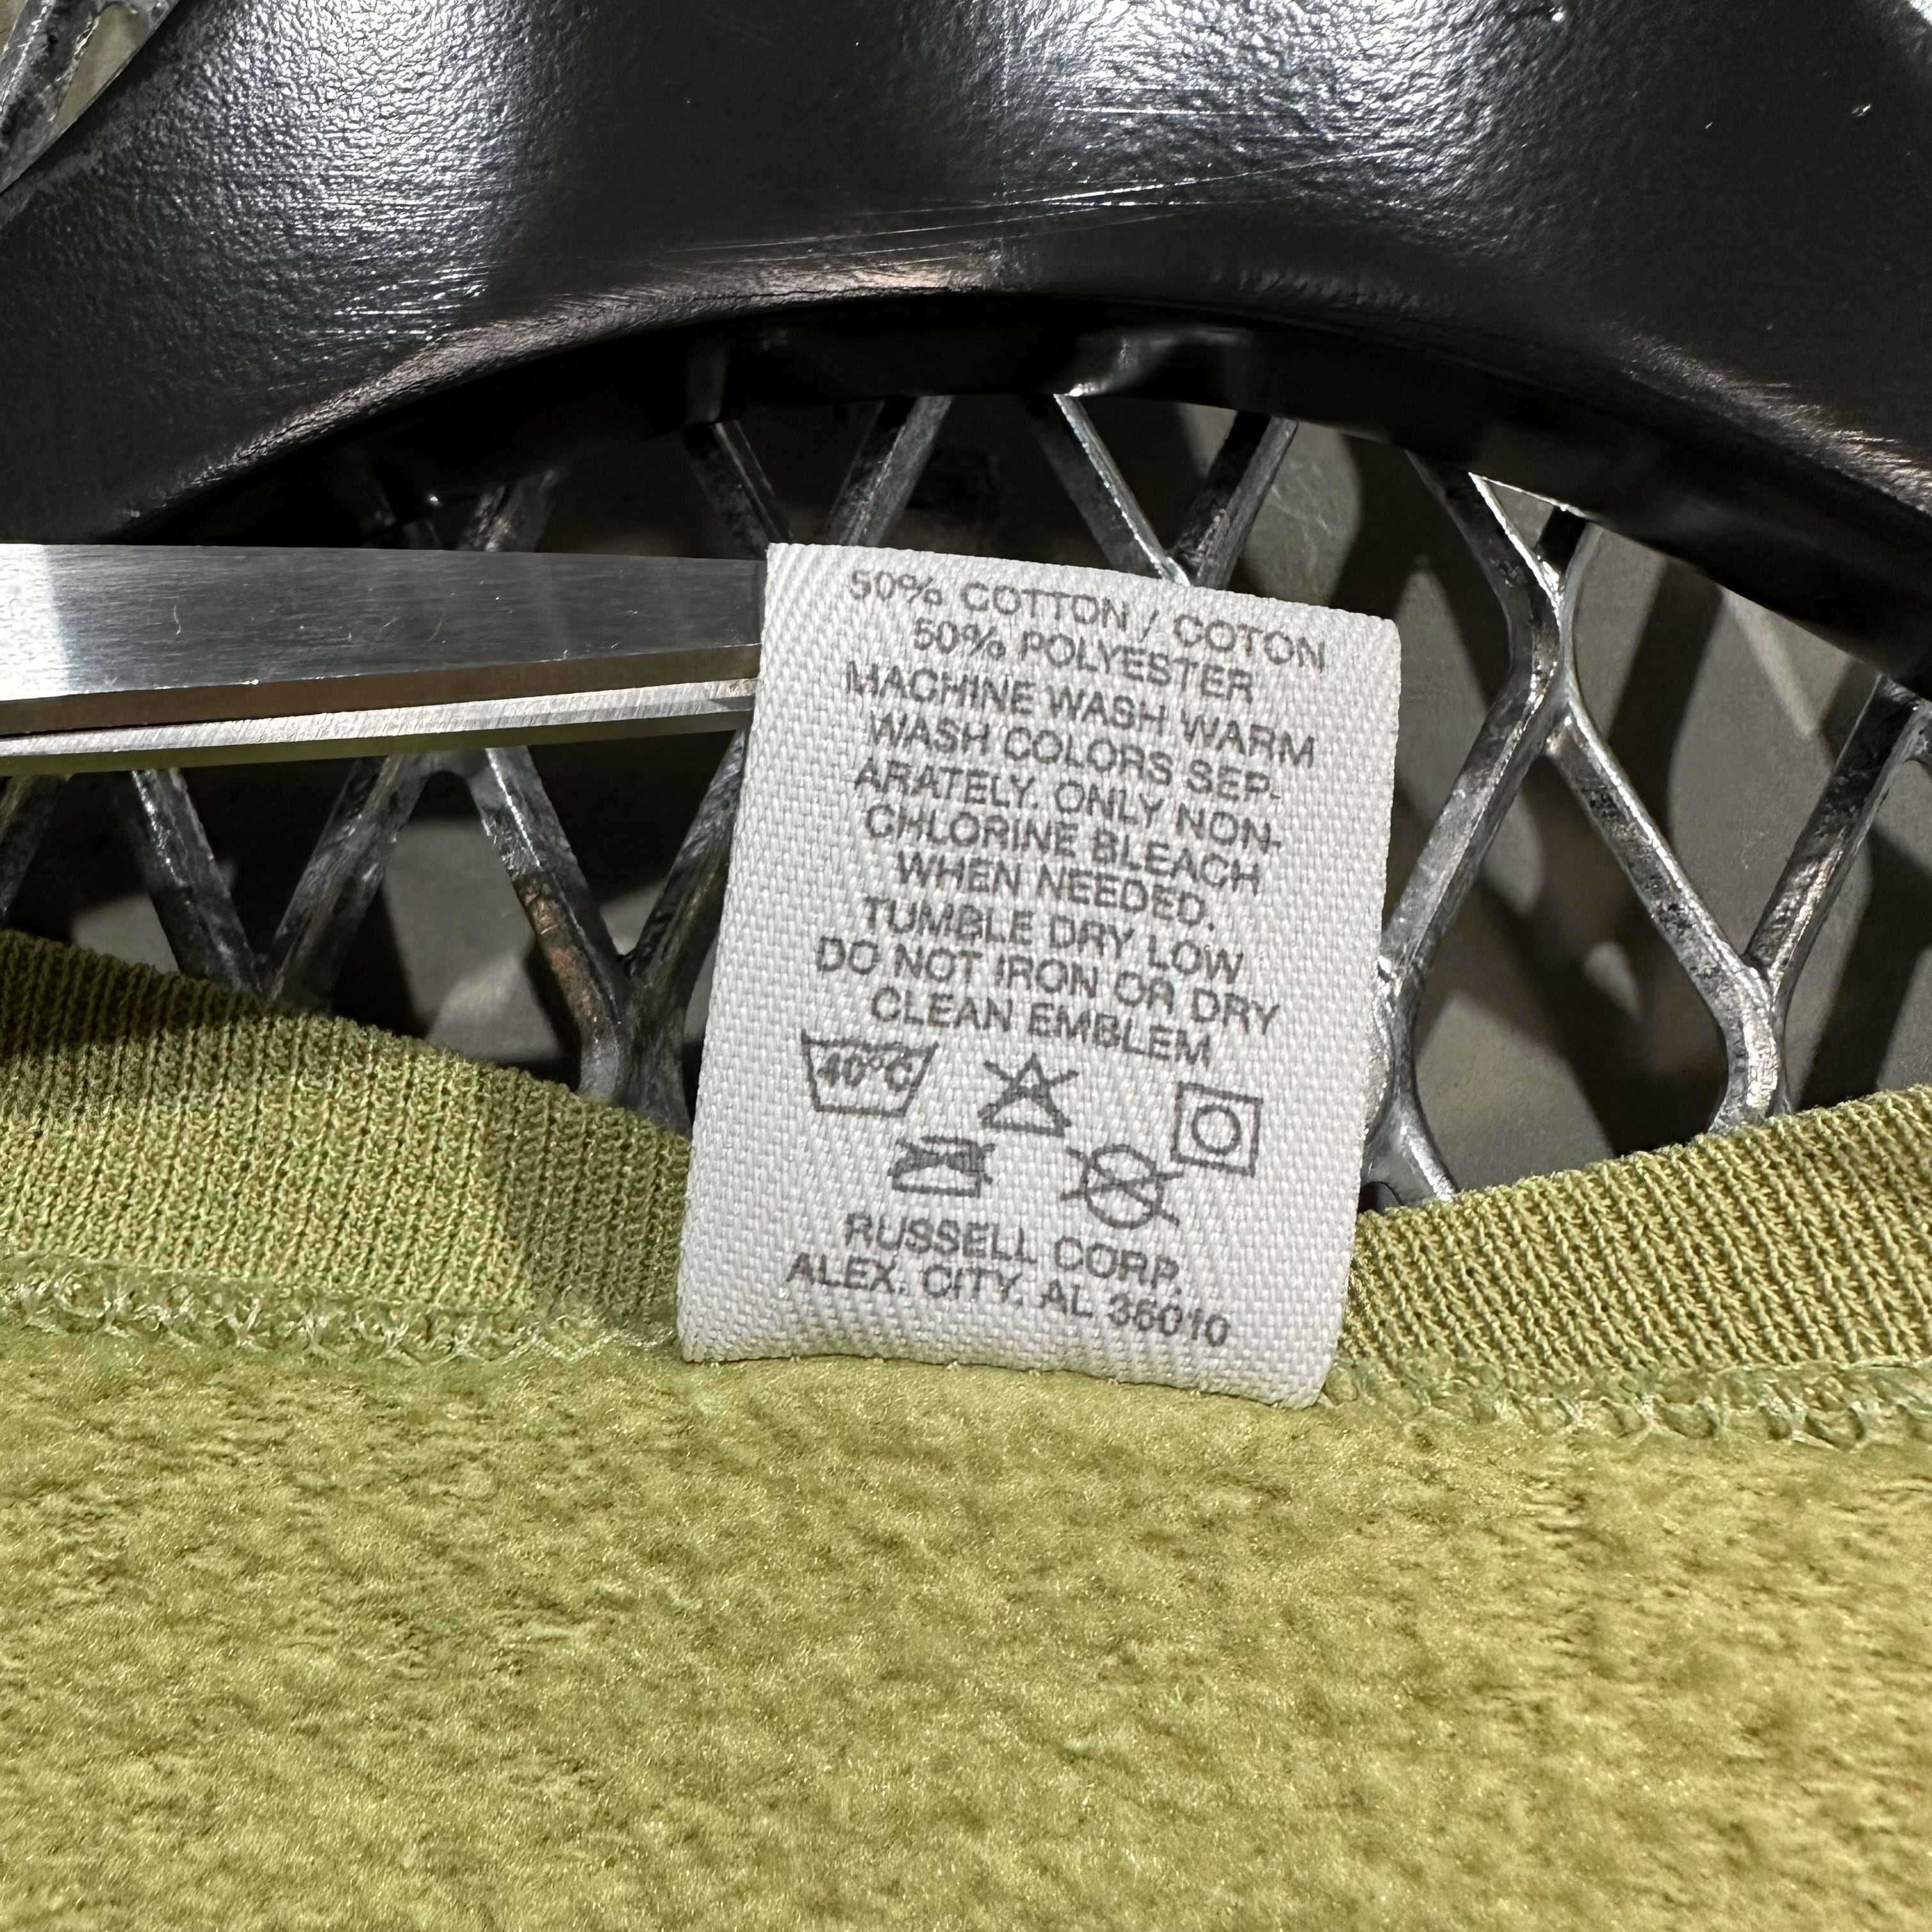 50% COTTON / COTON
50% POLYESTER
MACHINE WASH WARM
WASH COLORS SEP-
ARATELY. ONLY NON-
CHLORINE BLEACH
WHEN NEEDED.
TUMBLE DRY LOW
DO NOT IRON OR DRY
CLEAN EMBLEM
40°C
RUSSELL CORP.
ALEX. CITY. AL 35010